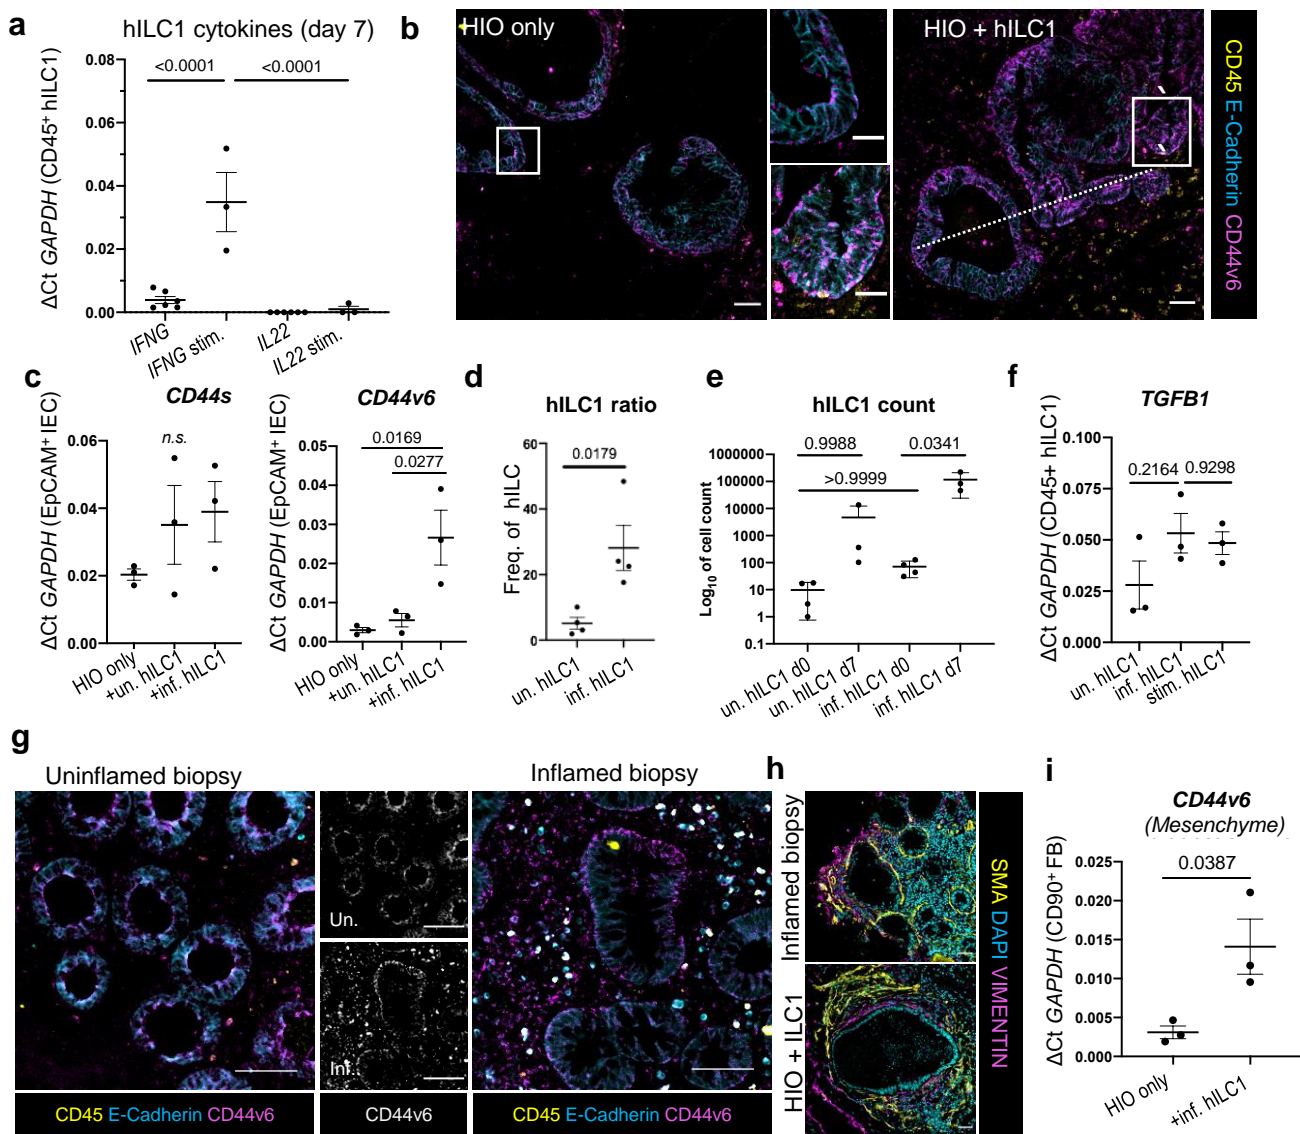 a
hILC1 cytokines (day 7)
ΔCt GAPDH (CD45+ hILC1)
0.08
0.06
0.04
0.02
0.00
<0.0001
<0.0001
IFNG
IFNG stim.
IL22
IL22 stim.
b
HIO only
HIO + hILC1
CD45 E-Cadherin CD44v6
c
CD44s
ΔCt GAPDH (EpCAM+ IEC)
0.06
0.04
0.02
0.00
n.s.
HIO only
+un. hILC1
+inf. hILC1
CD44v6
ΔCt GAPDH (EpCAM+ IEC)
0.05
0.04
0.03
0.02
0.01
0.00
0.0169
0.0277
HIO only
+un. hILC1
+inf. hILC1
d
hILC1 ratio
Freq. of hILC
60
40
20
0
0.0179
un. hILC1
inf. hILC1
e
hILC1 count
Log10 of cell count
1000000
100000
10000
1000
100
10
1
0.1
0.9988
0.0341
>0.9999
un. hILC1 d0
un. hILC1 d7
inf. hILC1 d0
inf. hILC1 d7
f
TGFB1
ΔCt GAPDH (CD45+ hILC1)
0.100
0.075
0.050
0.025
0.000
0.2164
0.9298
un. hILC1
inf. hILC1
stim. hILC1
g
Uninflamed biopsy
Inflamed biopsy
Un.
Inf.
CD45 E-Cadherin CD44v6
CD44v6
CD45 E-Cadherin CD44v6
h
Inflamed biopsy
HIO + ILC1
SMA DAPI VIMENTIN
i
CD44v6
(Mesenchyme)
ΔCt GAPDH (CD90+ FB)
0.025
0.020
0.015
0.010
0.005
0.000
0.0387
HIO only
+inf. hILC1